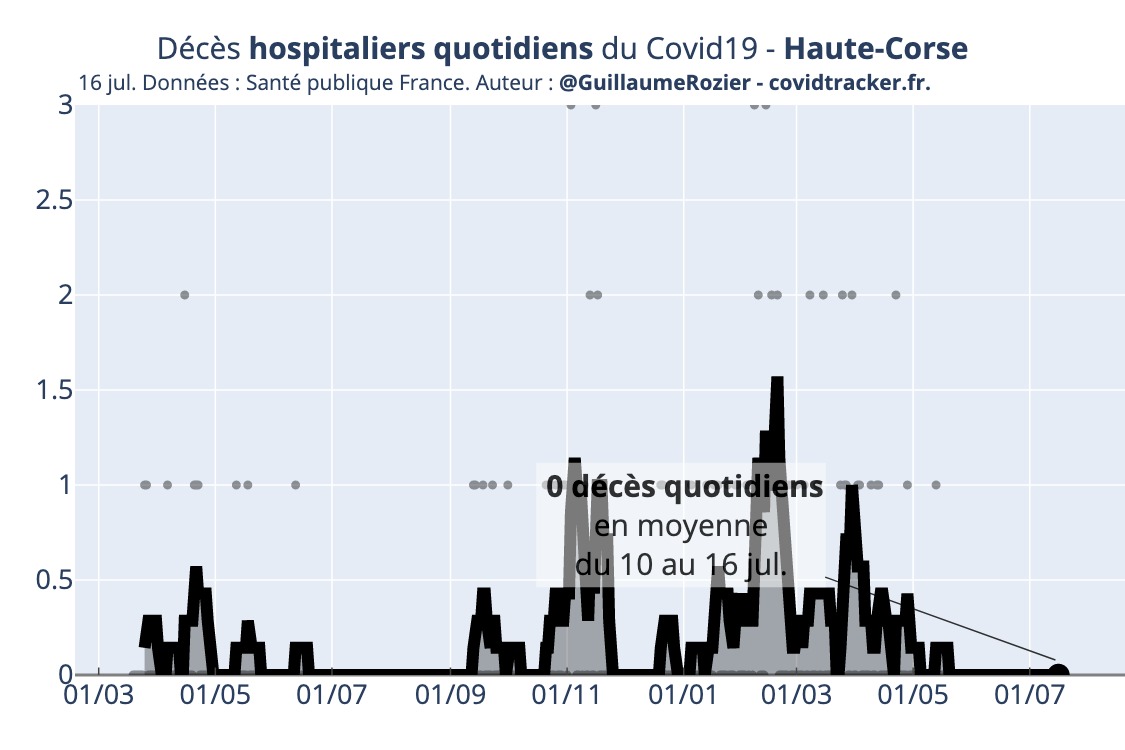 Décès hospitaliers quotidiens du Covid19 - Haute-Corse
16 jul. Données : Santé publique France. Auteur : @GuillaumeRozier - covidtracker.fr.
3
2.5
2
1.5
1
0.5
0
0 décès quotidiens
en moyenne
du 10 au 16 jul.
01/03 01/05 01/07 01/09 01/11 01/01 01/03 01/05 01/07